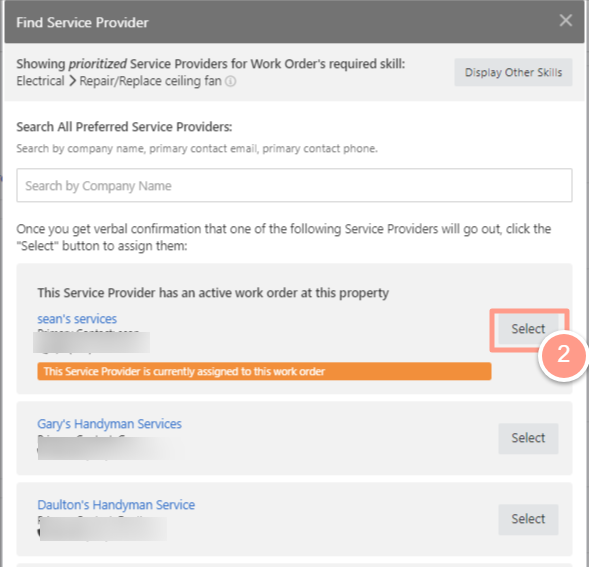 Find Service Provider
Showing prioritized Service Providers for Work Order's required skill:
Electrical > Repair/Replace ceiling fan
Display Other Skills
Search All Preferred Service Providers:
Search by company name, primary contact email, primary contact phone.
Search by Company Name
Once you get verbal confirmation that one of the following Service Providers will go out, click the
"Select" button to assign them:
This Service Provider has an active work order at this property
sean's services
Select
2
This Service Provider is currently assigned to this work order
Gary's Handyman Services
Select
Daulton's Handyman Service
Select